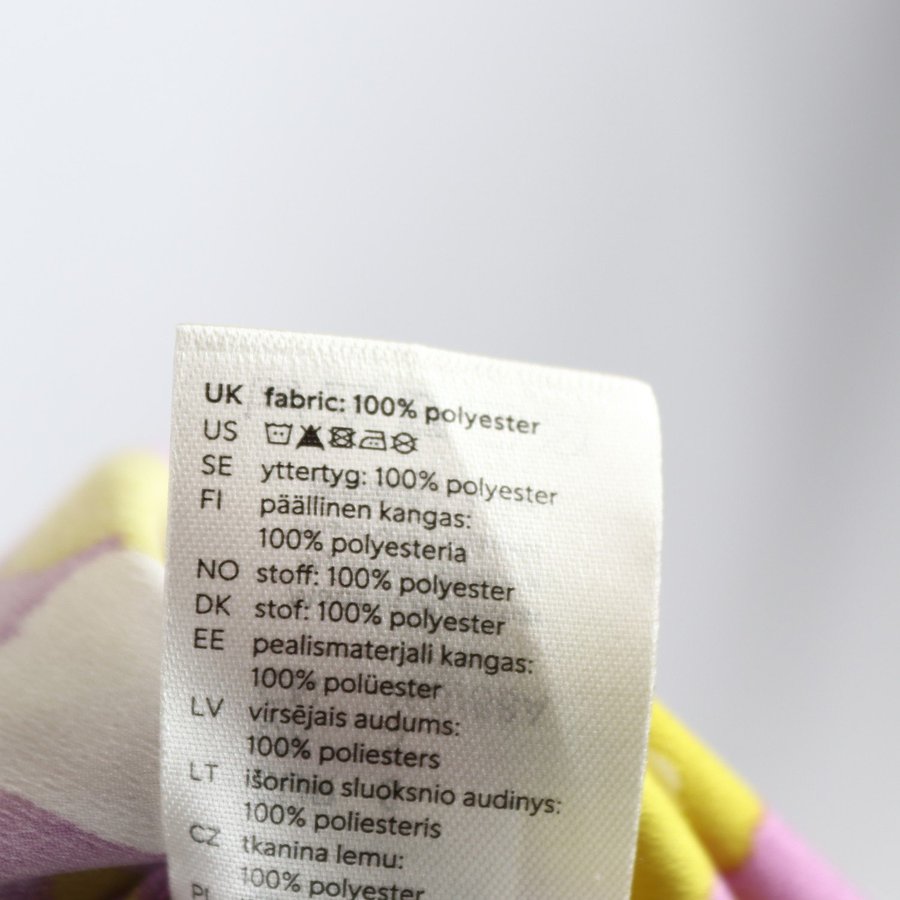 UK fabric: 100% polyester
US
SE yttertyg: 100% polyester
FI päällinen kangas:
100% polyesteria
NO stoff: 100% polyester
DK stof: 100% polyester
EE pealismaterjali kangas:
100% polüester
LV virsējais audums:
100% poliesters
LT išorinio sluoksnio audinys:
100% poliesteris
CZ tkanina lemu:
100% polyester
PL